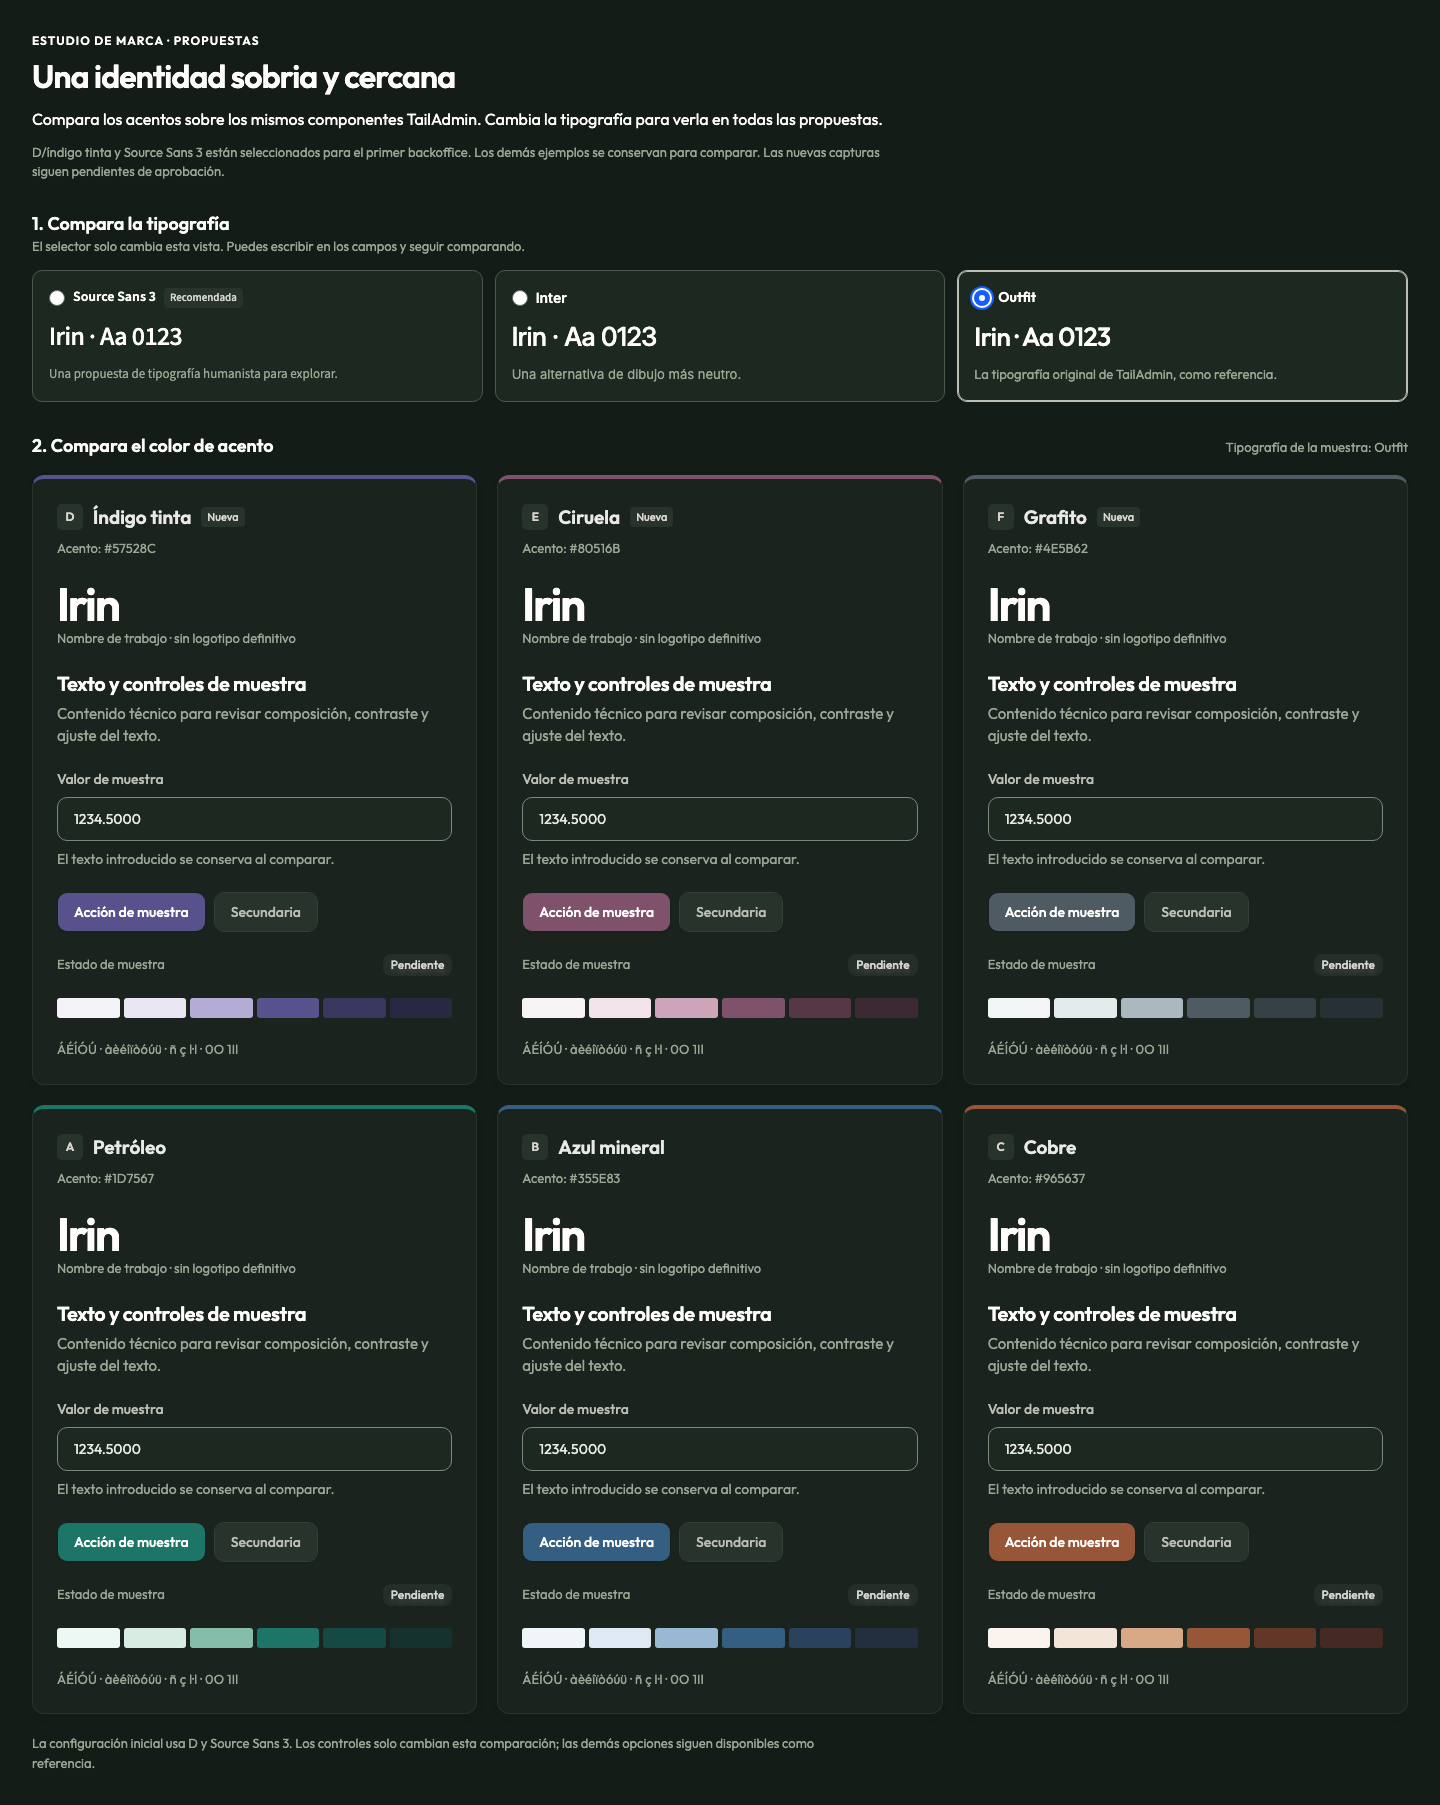 ESTUDIO DE MARCA · PROPUESTAS
Una identidad sobria y cercana
Compara los acentos sobre los mismos componentes TailAdmin. Cambia la tipografía para verla en todas las propuestas.
D/índigo tinta y Source Sans 3 están seleccionados para el primer backoffice. Los demás ejemplos se conservan para comparar. Las nuevas capturas
siguen pendientes de aprobación.
1. Compara la tipografía
El selector solo cambia esta vista. Puedes escribir en los campos y seguir comparando.
Source Sans 3 Recomendada
Irin · Aa 0123
Una propuesta de tipografía humanista para explorar.
Inter
Irin · Aa 0123
Una alternativa de dibujo más neutro.
Outfit
Irin · Aa 0123
La tipografía original de TailAdmin, como referencia.
2. Compara el color de acento
Tipografía de la muestra: Outfit
D Índigo tinta Nueva
Acento: #57528C
Irin
Nombre de trabajo · sin logotipo definitivo
Texto y controles de muestra
Contenido técnico para revisar composición, contraste y
ajuste del texto.
Valor de muestra
1234.5000
El texto introducido se conserva al comparar.
Acción de muestra Secundaria
Estado de muestra Pendiente
ÁÉÍÓÚ · àèéíïòóúü · ñ ç l·l · 0O 1Il
E Ciruela Nueva
Acento: #80516B
Irin
Nombre de trabajo · sin logotipo definitivo
Texto y controles de muestra
Contenido técnico para revisar composición, contraste y
ajuste del texto.
Valor de muestra
1234.5000
El texto introducido se conserva al comparar.
Acción de muestra Secundaria
Estado de muestra Pendiente
ÁÉÍÓÚ · àèéíïòóúü · ñ ç l·l · 0O 1Il
F Grafito Nueva
Acento: #4E5B62
Irin
Nombre de trabajo · sin logotipo definitivo
Texto y controles de muestra
Contenido técnico para revisar composición, contraste y
ajuste del texto.
Valor de muestra
1234.5000
El texto introducido se conserva al comparar.
Acción de muestra Secundaria
Estado de muestra Pendiente
ÁÉÍÓÚ · àèéíïòóúü · ñ ç l·l · 0O 1Il
A Petróleo
Acento: #1D7567
Irin
Nombre de trabajo · sin logotipo definitivo
Texto y controles de muestra
Contenido técnico para revisar composición, contraste y
ajuste del texto.
Valor de muestra
1234.5000
El texto introducido se conserva al comparar.
Acción de muestra Secundaria
Estado de muestra Pendiente
ÁÉÍÓÚ · àèéíïòóúü · ñ ç l·l · 0O 1Il
B Azul mineral
Acento: #355E83
Irin
Nombre de trabajo · sin logotipo definitivo
Texto y controles de muestra
Contenido técnico para revisar composición, contraste y
ajuste del texto.
Valor de muestra
1234.5000
El texto introducido se conserva al comparar.
Acción de muestra Secundaria
Estado de muestra Pendiente
ÁÉÍÓÚ · àèéíïòóúü · ñ ç l·l · 0O 1Il
C Cobre
Acento: #965637
Irin
Nombre de trabajo · sin logotipo definitivo
Texto y controles de muestra
Contenido técnico para revisar composición, contraste y
ajuste del texto.
Valor de muestra
1234.5000
El texto introducido se conserva al comparar.
Acción de muestra Secundaria
Estado de muestra Pendiente
ÁÉÍÓÚ · àèéíïòóúü · ñ ç l·l · 0O 1Il
La configuración inicial usa D y Source Sans 3. Los controles solo cambian esta comparación; las demás opciones siguen disponibles como
referencia.